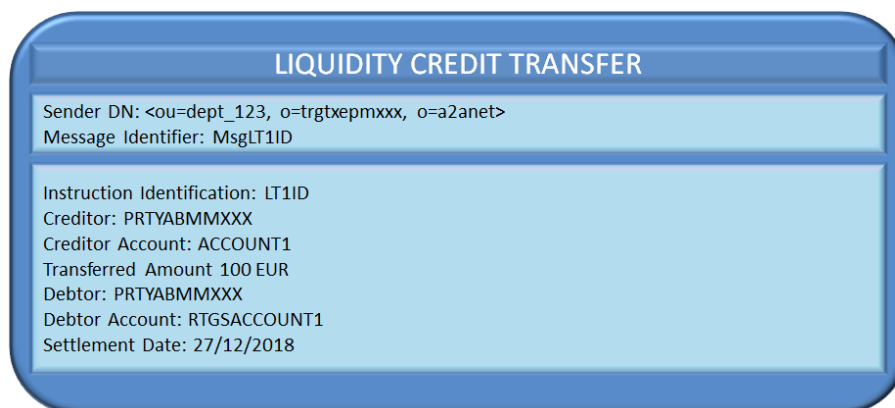 LIQUIDITY CREDIT TRANSFER
Sender DN: <ou=dept_123, o=trgtxepmxxx, o=a2anet>
Message Identifier: MsgLT1ID
Instruction Identification: LT1ID
Creditor: PRTYABMMXXX
Creditor Account: ACCOUNT1
Transferred Amount 100 EUR
Debtor: PRTYABMMXXX
Debtor Account: RTGSACCOUNT1
Settlement Date: 27/12/2018